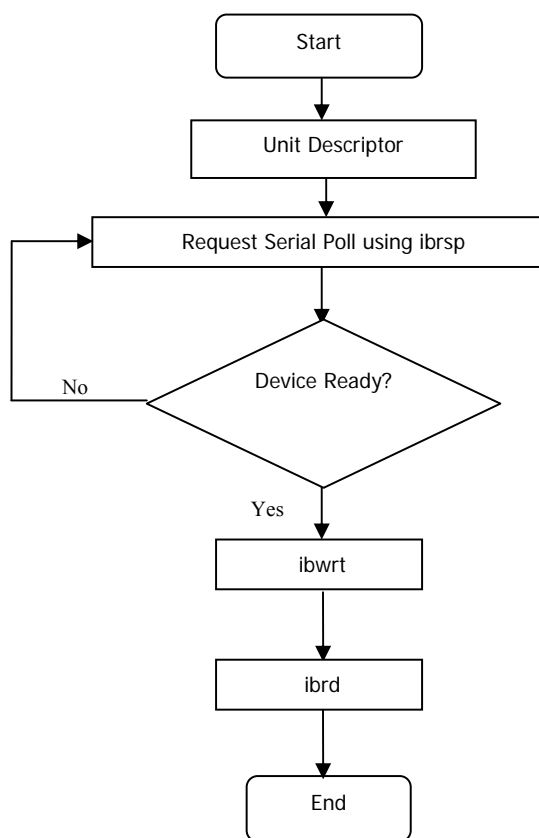 Start
Unit Descriptor
Request Serial Poll using ibrsp
Device Ready?
No
Yes
ibwrt
ibrd
End